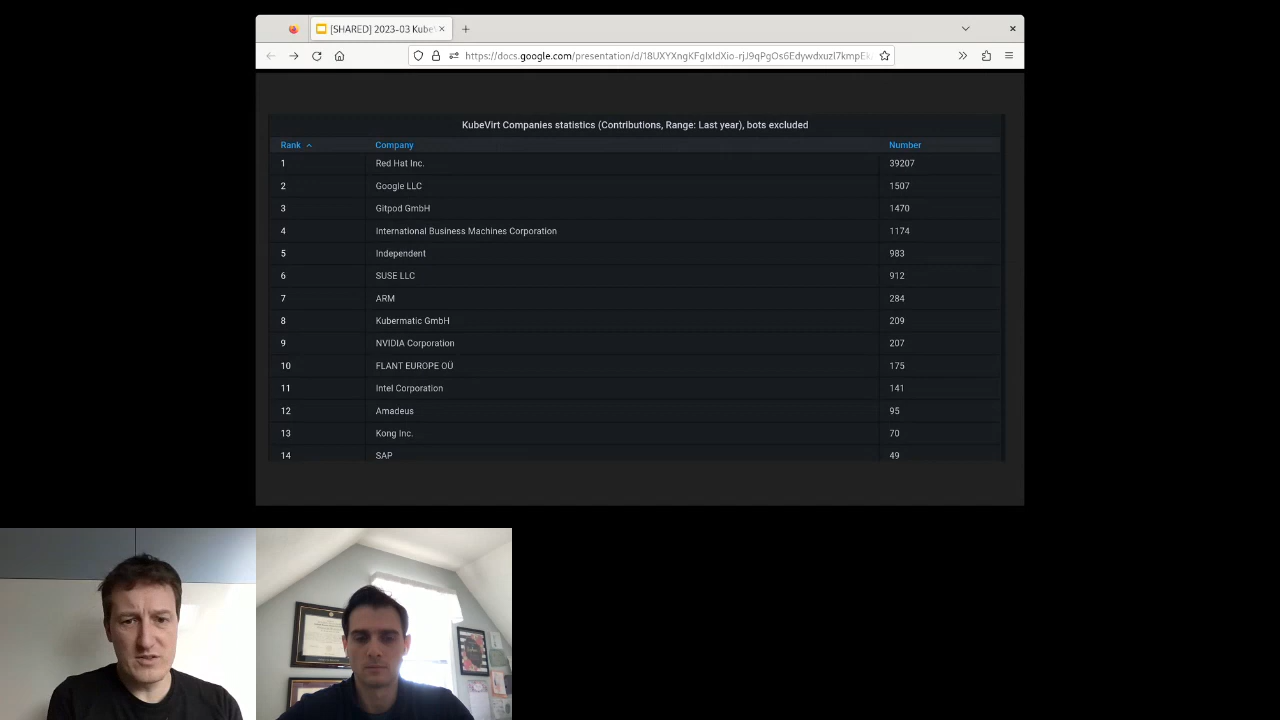 [SHARED] 2023-03 Kube
https://docs.google.com/presentation/d/18UXYXngKFgIxIdXio-rjJ9qPgOs6EdywdxuzI7kmpEk
KubeVirt Companies statistics (Contributions, Range: Last year), bots excluded
Rank Company Number
1 Red Hat Inc. 39207
2 Google LLC 1507
3 Gitpod GmbH 1470
4 International Business Machines Corporation 1174
5 Independent 983
6 SUSE LLC 912
7 ARM 284
8 Kubermatic GmbH 209
9 NVIDIA Corporation 207
10 FLANT EUROPE OÜ 175
11 Intel Corporation 141
12 Amadeus 95
13 Kong Inc. 70
14 SAP 49